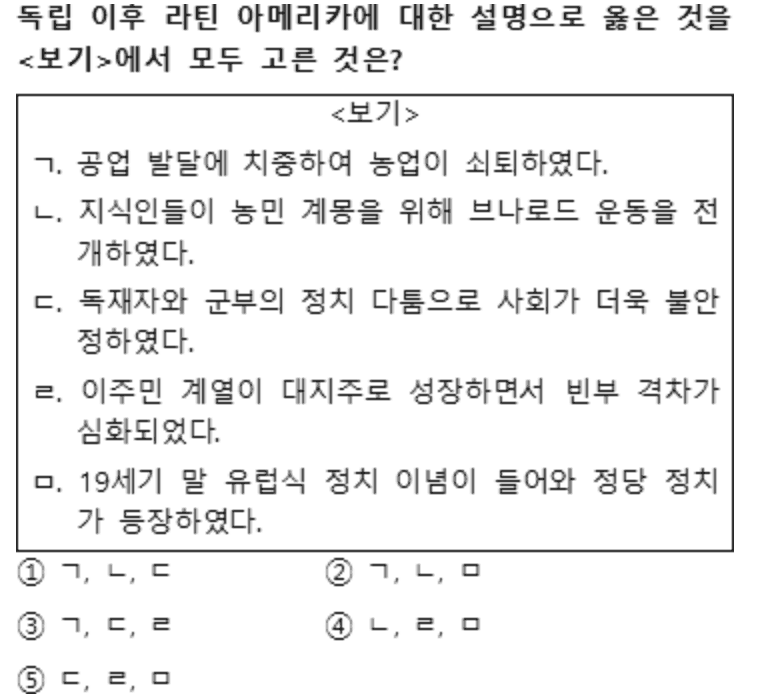 독립 이후 라틴 아메리카에 대한 설명으로 옳은 것을
<보기>에서 모두 고른 것은?
<보기>
ㄱ. 공업 발달에 치중하여 농업이 쇠퇴하였다.
ㄴ. 지식인들이 농민 계몽을 위해 브나로드 운동을 전
개하였다.
ㄷ. 독재자와 군부의 정치 다툼으로 사회가 더욱 불안
정하였다.
ㄹ. 이주민 계열이 대지주로 성장하면서 빈부 격차가
심화되었다.
ㅁ. 19세기 말 유럽식 정치 이념이 들어와 정당 정치
가 등장하였다.
① ㄱ, ㄴ, ㄷ ② ㄱ, ㄴ, ㅁ
③ ㄱ, ㄷ, ㄹ ④ ㄴ, ㄹ, ㅁ
⑤ ㄷ, ㄹ, ㅁ